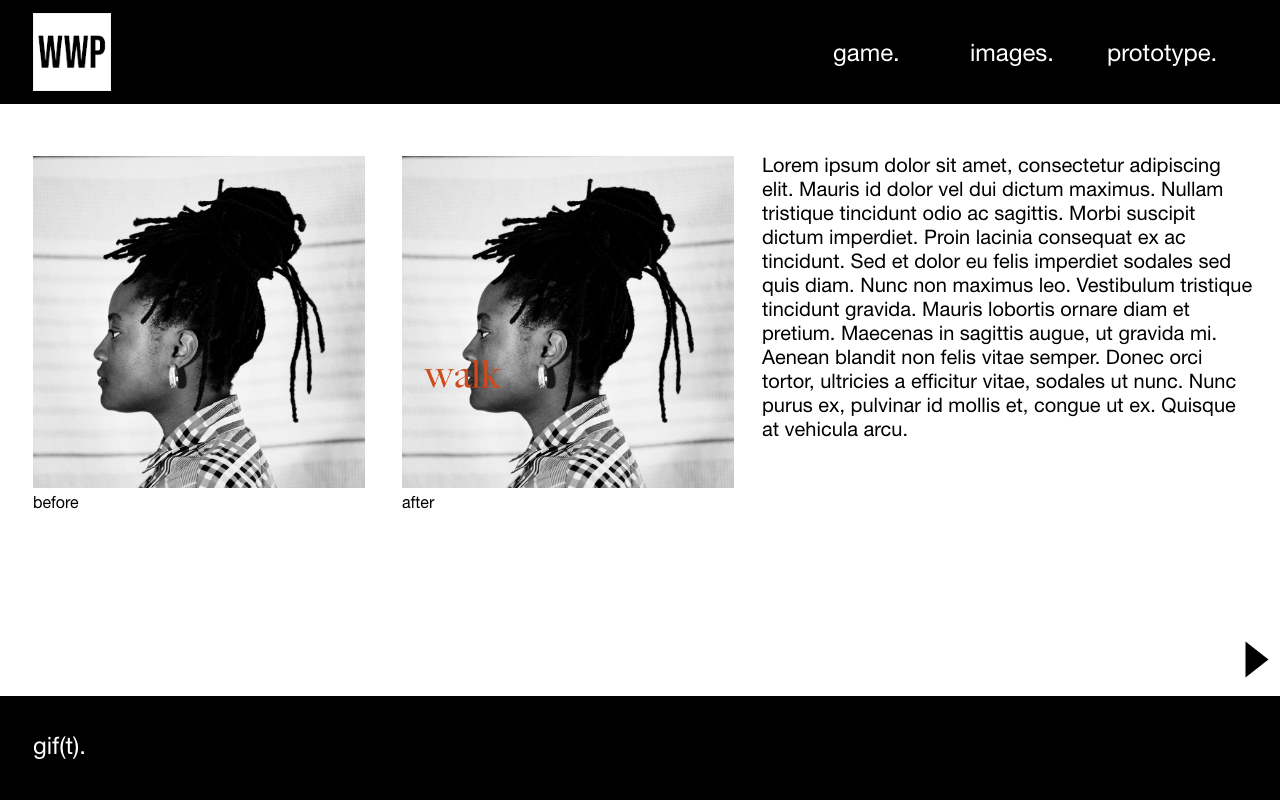 WWP
game. images. prototype.
walk
before
after
Lorem ipsum dolor sit amet, consectetur adipiscing
elit. Mauris id dolor vel dui dictum maximus. Nullam
tristique tincidunt odio ac sagittis. Morbi suscipit
dictum imperdiet. Proin lacinia consequat ex ac
tincidunt. Sed et dolor eu felis imperdiet sodales sed
quis diam. Nunc non maximus leo. Vestibulum tristique
tincidunt gravida. Mauris lobortis ornare diam et
pretium. Maecenas in sagittis augue, ut gravida mi.
Aenean blandit non felis vitae semper. Donec orci
tortor, ultricies a efficitur vitae, sodales ut nunc. Nunc
purus ex, pulvinar id mollis et, congue ut ex. Quisque
at vehicula arcu.
gif(t).